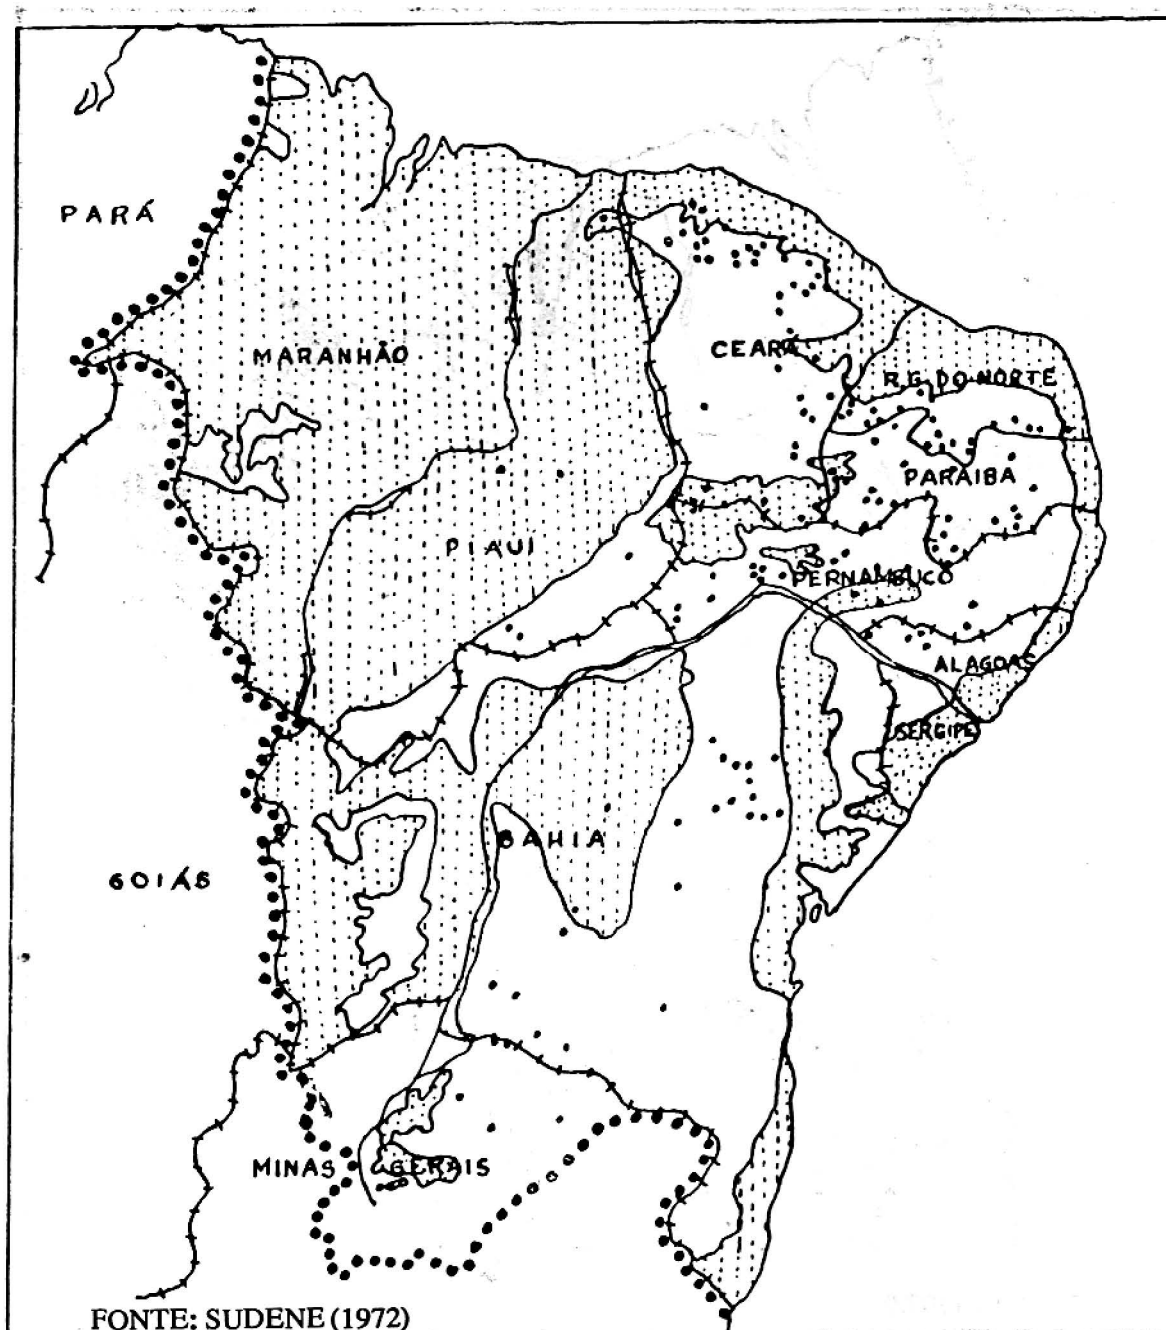 PARÁ
MARANHÃO
CEARÁ
R.G. DO NORTE
PARAIBA
PIAUI
PERNAMBUCO
ALAGOAS
SERGIPE
BAHIA
GOIÁS
MINAS GERAIS
FONTE: SUDENE (1972)